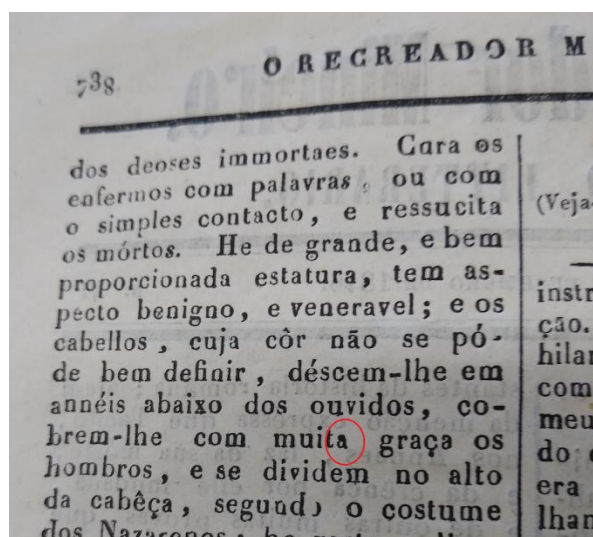 738
O RECREADOR M
dos deoses immortaes. Cura os
enfermos com palavras, ou com
o simples contacto, e ressucita
os mórtos. He de grande, e bem
proporcionada estatura, tem as-
pecto benigno, e veneravel; e os
cabellos, cuja côr não se pó-
de bem definir, déscem-lhe em
annéis abaixo dos ouvidos, co-
brem-lhe com muita graça os
hombros, e se dividem no alto
da cabêça, segundo o costume
dos Nazarenos;
(Veja-
instr
ção.
hilar
com
meu
do
era
lhan